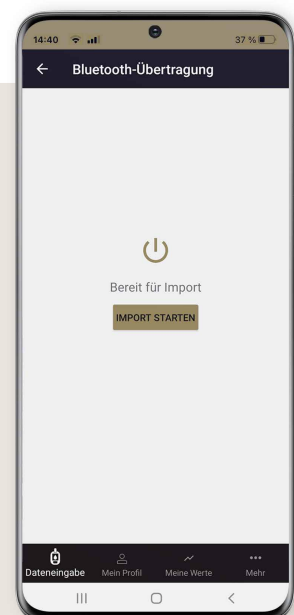 14:40
37 %
Bluetooth-Übertragung
Bereit für Import
IMPORT STARTEN
Dateneingabe Mein Profil Meine Werte Mehr